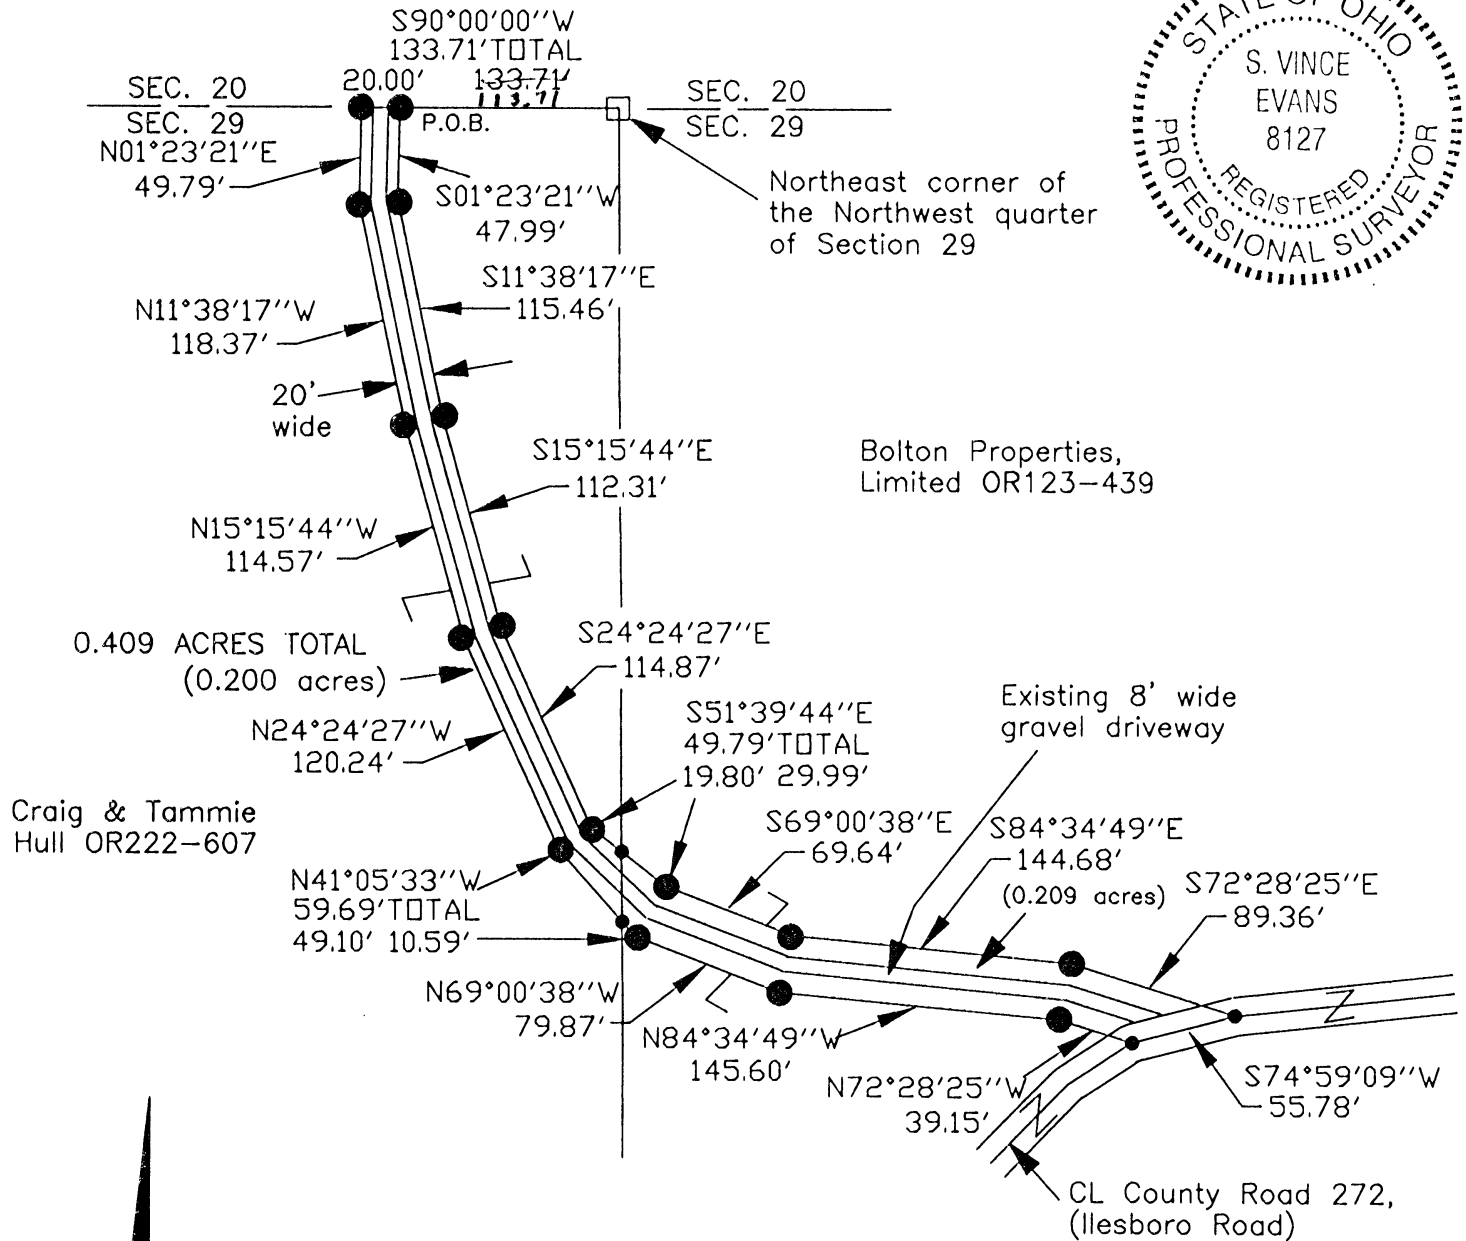 S90°00'00''W
133.71'TOTAL
20.00' 133.71'
113.71
SEC. 20
SEC. 29
P.O.B.
SEC. 20
SEC. 29
STATE OF OHIO
S. VINCE
EVANS
8127
REGISTERED
PROFESSIONAL SURVEYOR
N01°23'21''E
49.79'
S01°23'21''W
47.99'
Northeast corner of
the Northwest quarter
of Section 29
S11°38'17''E
115.46'
N11°38'17''W
118.37'
20'
wide
S15°15'44''E
112.31'
Bolton Properties,
Limited OR123-439
N15°15'44''W
114.57'
0.409 ACRES TOTAL
(0.200 acres)
S24°24'27''E
114.87'
N24°24'27''W
120.24'
S51°39'44''E
49.79'TOTAL
19.80' 29.99'
Existing 8' wide
gravel driveway
Craig & Tammie
Hull OR222-607
S69°00'38''E
69.64'
S84°34'49''E
144.68'
(0.209 acres)
S72°28'25''E
89.36'
N41°05'33''W
59.69'TOTAL
49.10' 10.59'
N69°00'38''W
79.87'
N84°34'49''W
145.60'
N72°28'25''W
39.15'
S74°59'09''W
55.78'
CL County Road 272,
(Ilesboro Road)